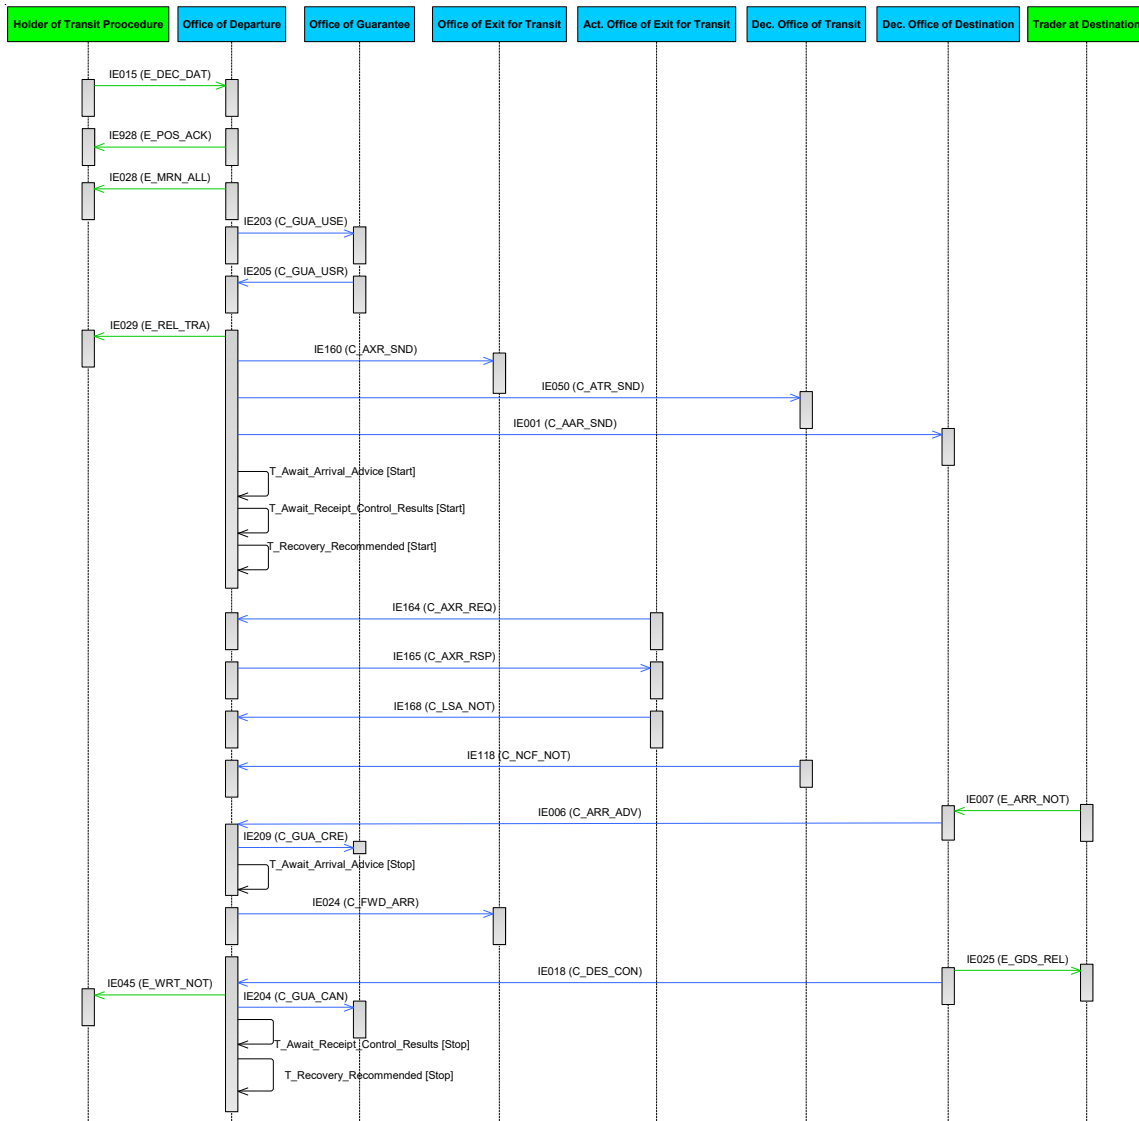 Holder of Transit Proocedure
Office of Departure
Office of Guarantee
Office of Exit for Transit
Act. Office of Exit for Transit
Dec. Office of Transit
Dec. Office of Destination
Trader at Destination
IE015 (E_DEC_DAT)
IE928 (E_POS_ACK)
IE028 (E_MRN_ALL)
IE203 (C_GUA_USE)
IE205 (C_GUA_USR)
IE029 (E_REL_TRA)
IE160 (C_AXR_SND)
IE050 (C_ATR_SND)
IE001 (C_AAR_SND)
T_Await_Arrival_Advice [Start]
T_Await_Receipt_Control_Results [Start]
T_Recovery_Recommended [Start]
IE164 (C_AXR_REQ)
IE165 (C_AXR_RSP)
IE168 (C_LSA_NOT)
IE118 (C_NCF_NOT)
IE007 (E_ARR_NOT)
IE006 (C_ARR_ADV)
IE209 (C_GUA_CRE)
T_Await_Arrival_Advice [Stop]
IE024 (C_FWD_ARR)
IE025 (E_GDS_REL)
IE018 (C_DES_CON)
IE045 (E_WRT_NOT)
IE204 (C_GUA_CAN)
T_Await_Receipt_Control_Results [Stop]
T_Recovery_Recommended [Stop]